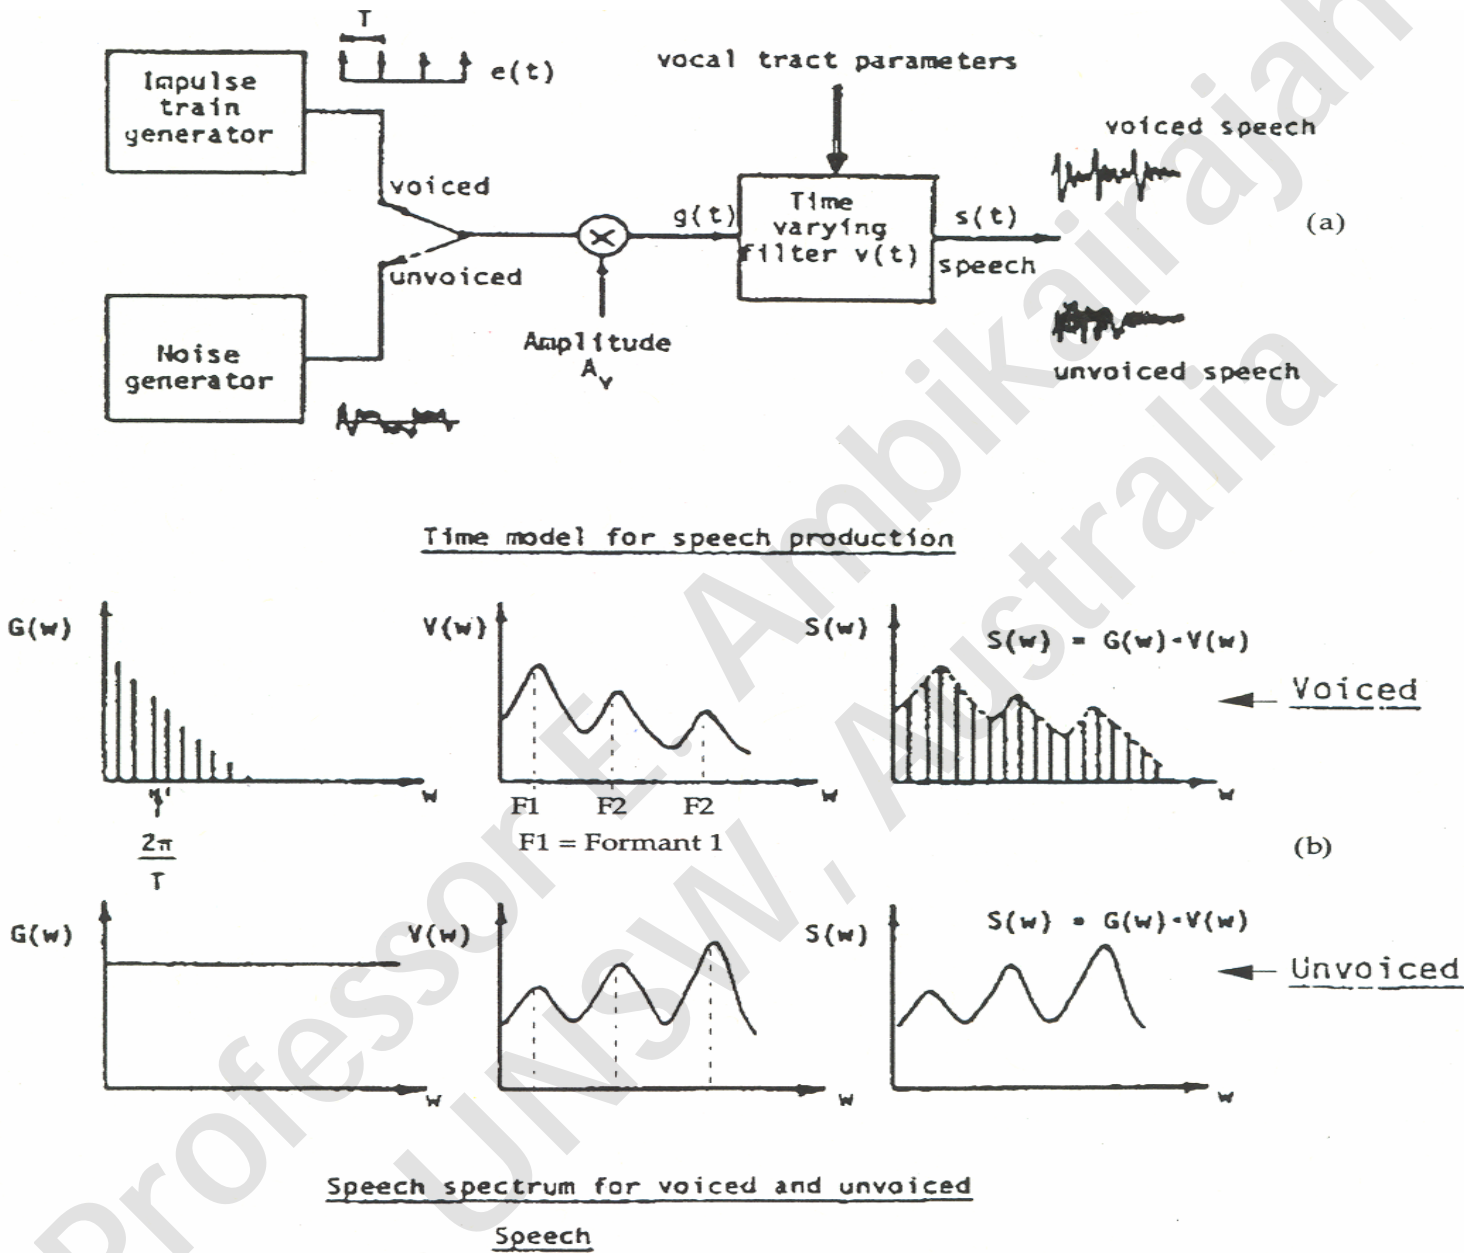 T
Impulse
train
generator
e(t)
vocal tract parameters
voiced speech
voiced
g(t)
Time
varying
filter v(t)
s(t)
speech
(a)
unvoiced
Noise
generator
Amplitude
Av
unvoiced speech
Time model for speech production
G(w)
V(w)
S(w)
S(w) = G(w)·V(w)
Voiced
w
F1
F2
F2
w
w
2π
T
F1 = Formant 1
(b)
G(w)
V(w)
S(w)
S(w) = G(w)·V(w)
Unvoiced
w
w
w
Speech spectrum for voiced and unvoiced
Speech
Professor E. Ambikairajah
UNSW, Australia